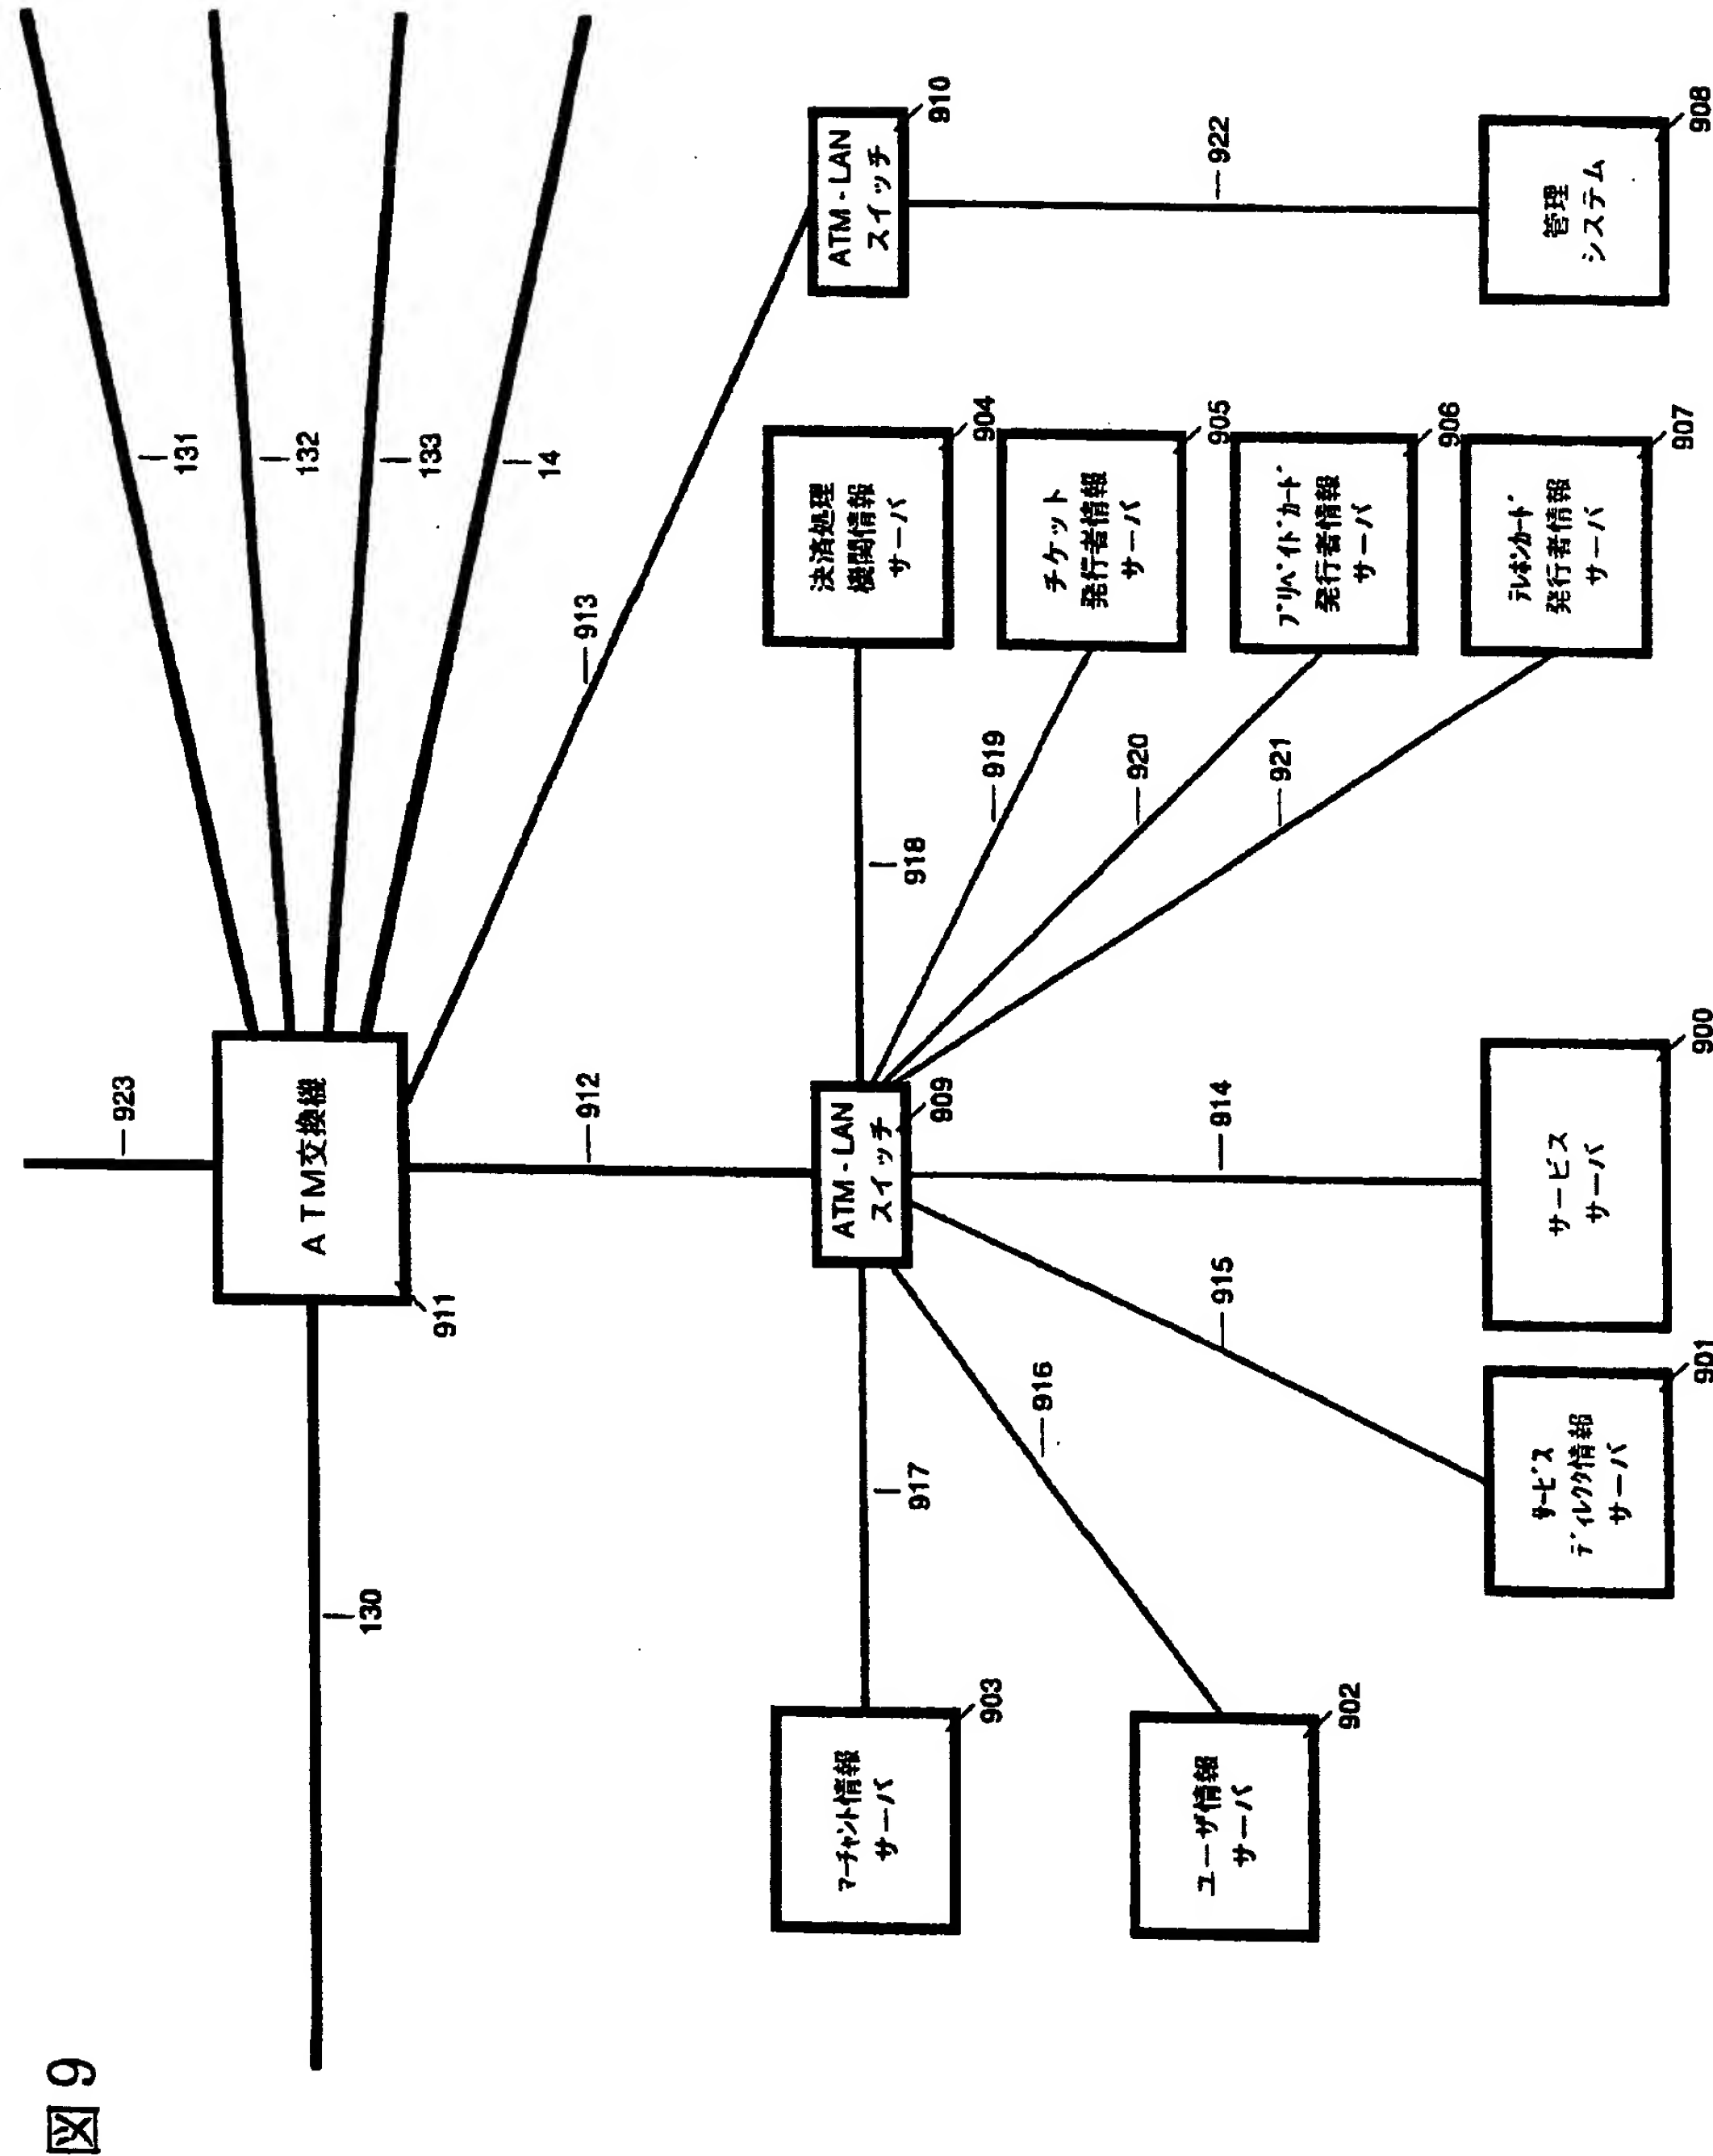 図9
923
131
132
ATM交換機
130
133
911
14
912
913
マーチャント情報
サーバ
903
ATM-LAN
スイッチ
909
決済処理
機関情報
サーバ
904
ATM-LAN
スイッチ
910
917
918
919
916
920
チケット
発行者情報
サーバ
905
ユーザ情報
サーバ
902
915
914
921
922
プリペイドカード
発行者情報
サーバ
906
サービス
ディレクタ情報
サーバ
901
サービス
サーバ
900
テレホンカード
発行者情報
サーバ
907
管理
システム
908